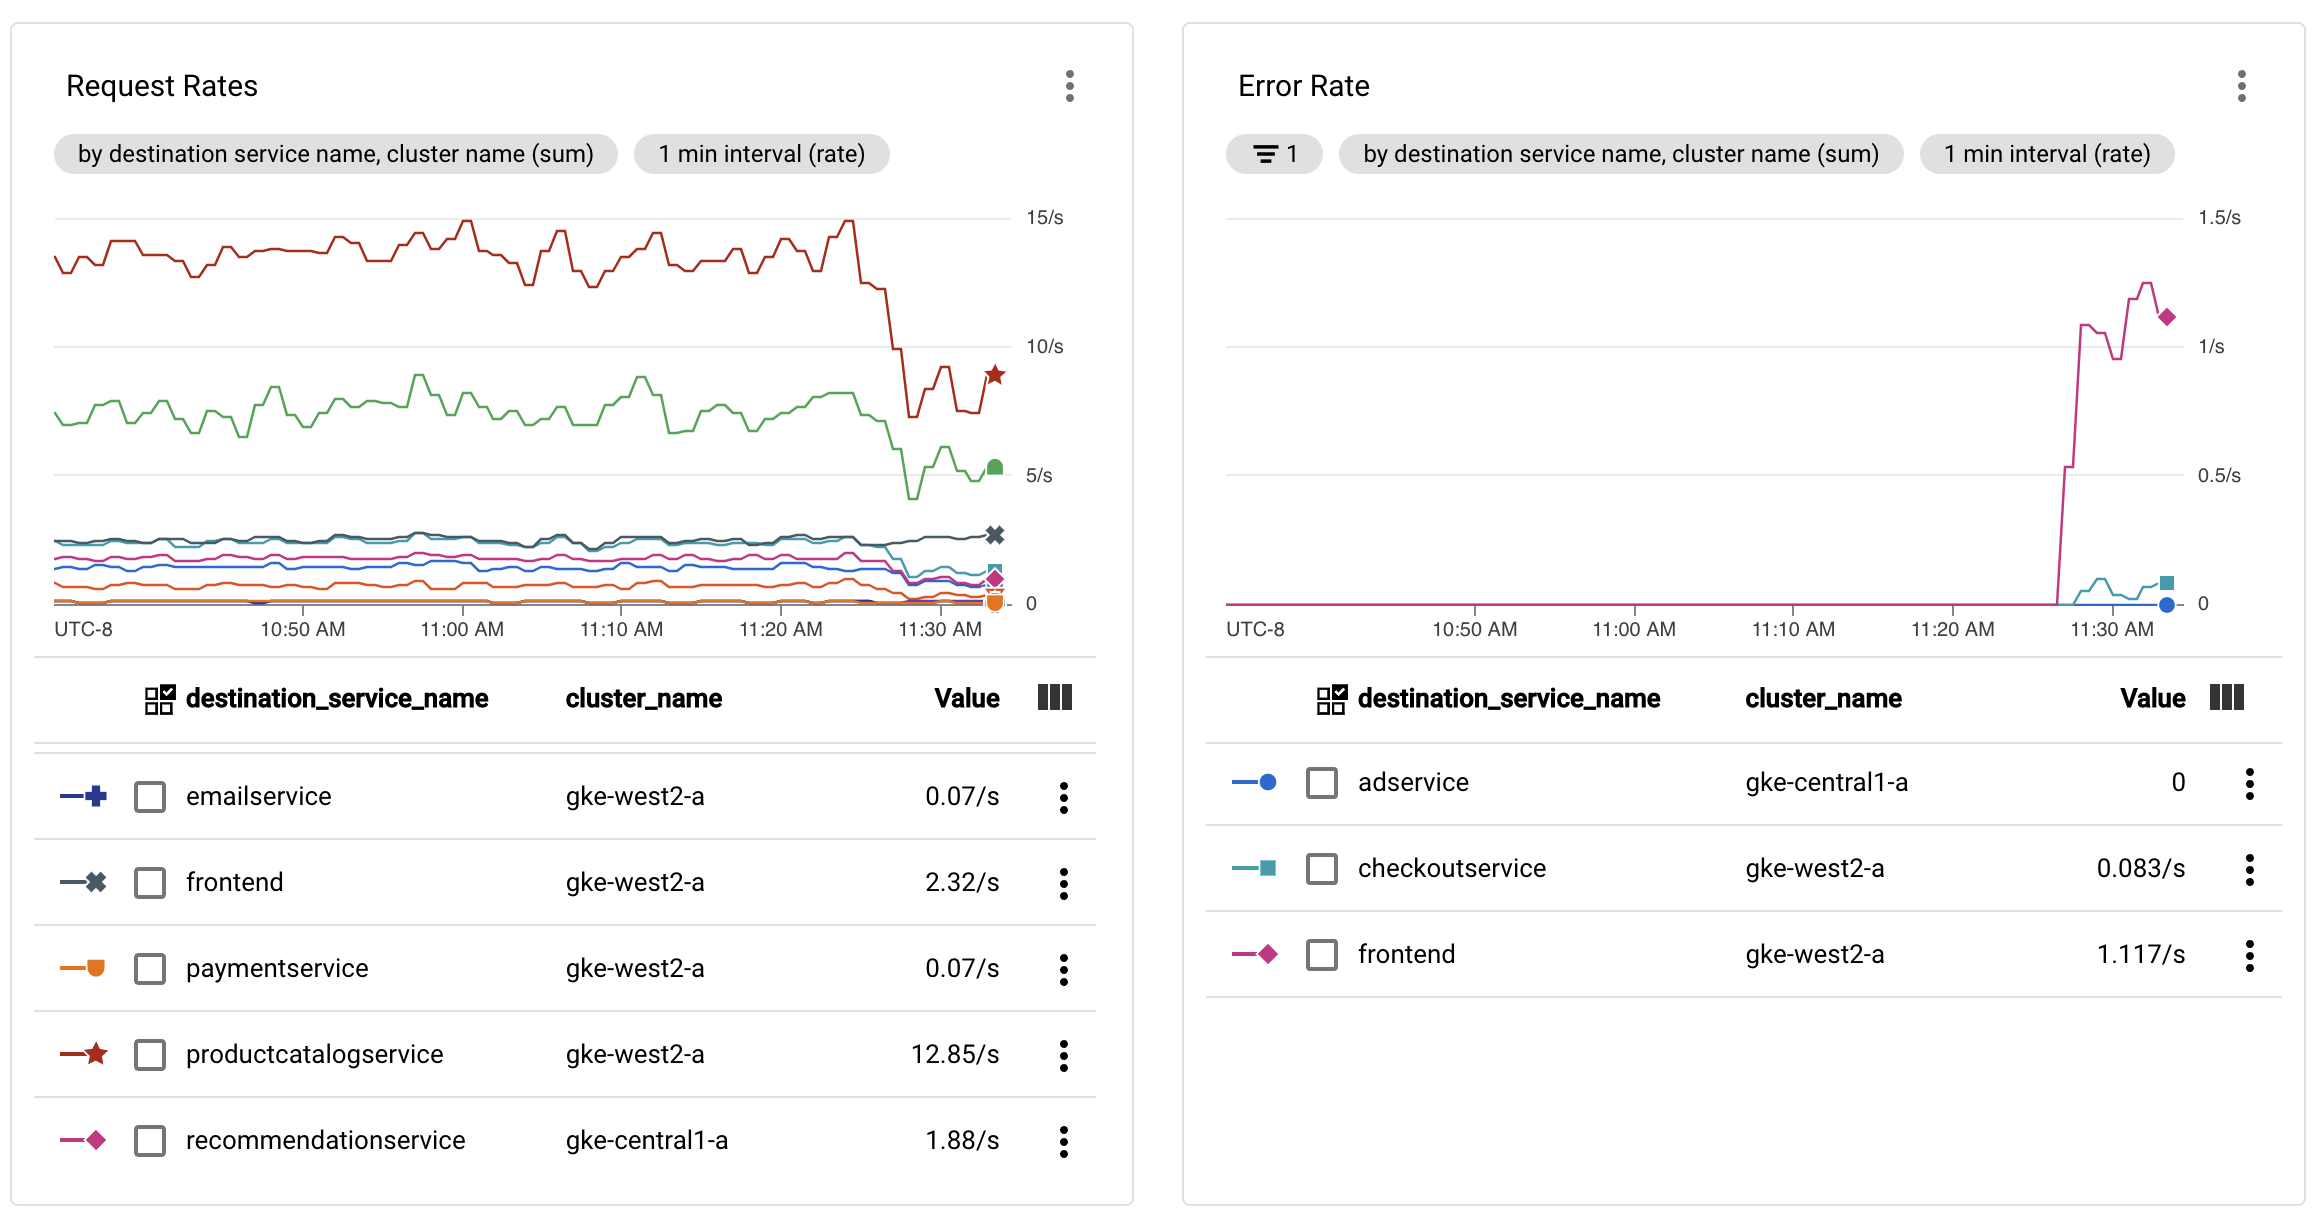 Request Rates
by destination service name, cluster name (sum)
1 min interval (rate)
15/s
10/s
5/s
0
UTC-8
10:50 AM
11:00 AM
11:10 AM
11:20 AM
11:30 AM
destination_service_name cluster_name Value
emailservice gke-west2-a 0.07/s
frontend gke-west2-a 2.32/s
paymentservice gke-west2-a 0.07/s
productcatalogservice gke-west2-a 12.85/s
recommendationservice gke-central1-a 1.88/s
Error Rate
1
by destination service name, cluster name (sum)
1 min interval (rate)
1.5/s
1/s
0.5/s
0
UTC-8
10:50 AM
11:00 AM
11:10 AM
11:20 AM
11:30 AM
destination_service_name cluster_name Value
adservice gke-central1-a 0
checkoutservice gke-west2-a 0.083/s
frontend gke-west2-a 1.117/s